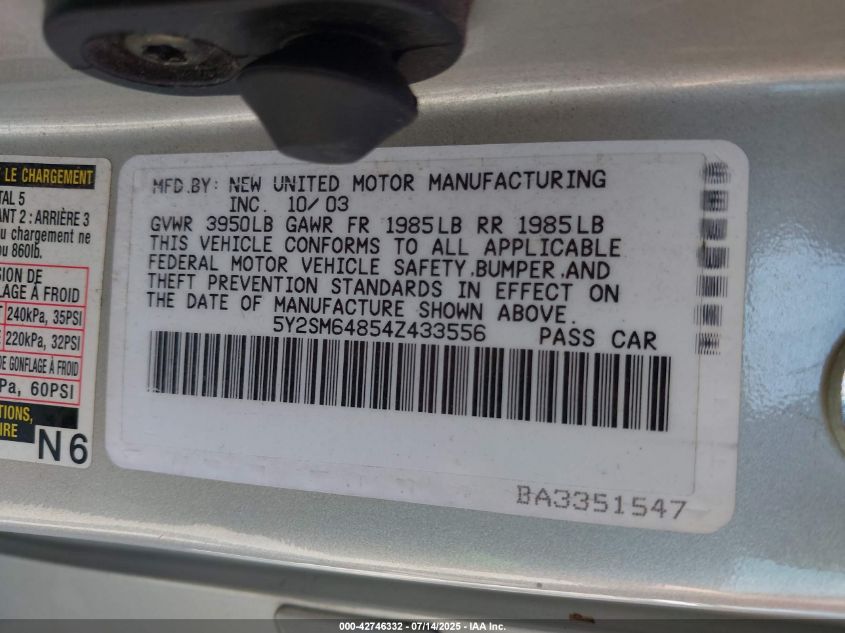 LE CHARGEMENT
TAL 5
ANT 2 : ARRIÈRE 3
u chargement ne
ou 860lb.
SION DE
LAGE À FROID
240kPa, 35PSI
220kPa, 32PSI
DE GONFLAGE À FROID
Pa, 60PSI
TIONS,
IRE
N6
MFD.BY: NEW UNITED MOTOR MANUFACTURING
INC. 10/03
GVWR 3950LB GAWR FR 1985LB RR 1985LB
THIS VEHICLE CONFORMS TO ALL APPLICABLE
FEDERAL MOTOR VEHICLE SAFETY,BUMPER,AND
THEFT PREVENTION STANDARDS IN EFFECT ON
THE DATE OF MANUFACTURE SHOWN ABOVE.
5Y2SM64854Z433556 PASS CAR
BA3351547
000-42746332 / 07/14/2025 - IAA Inc.